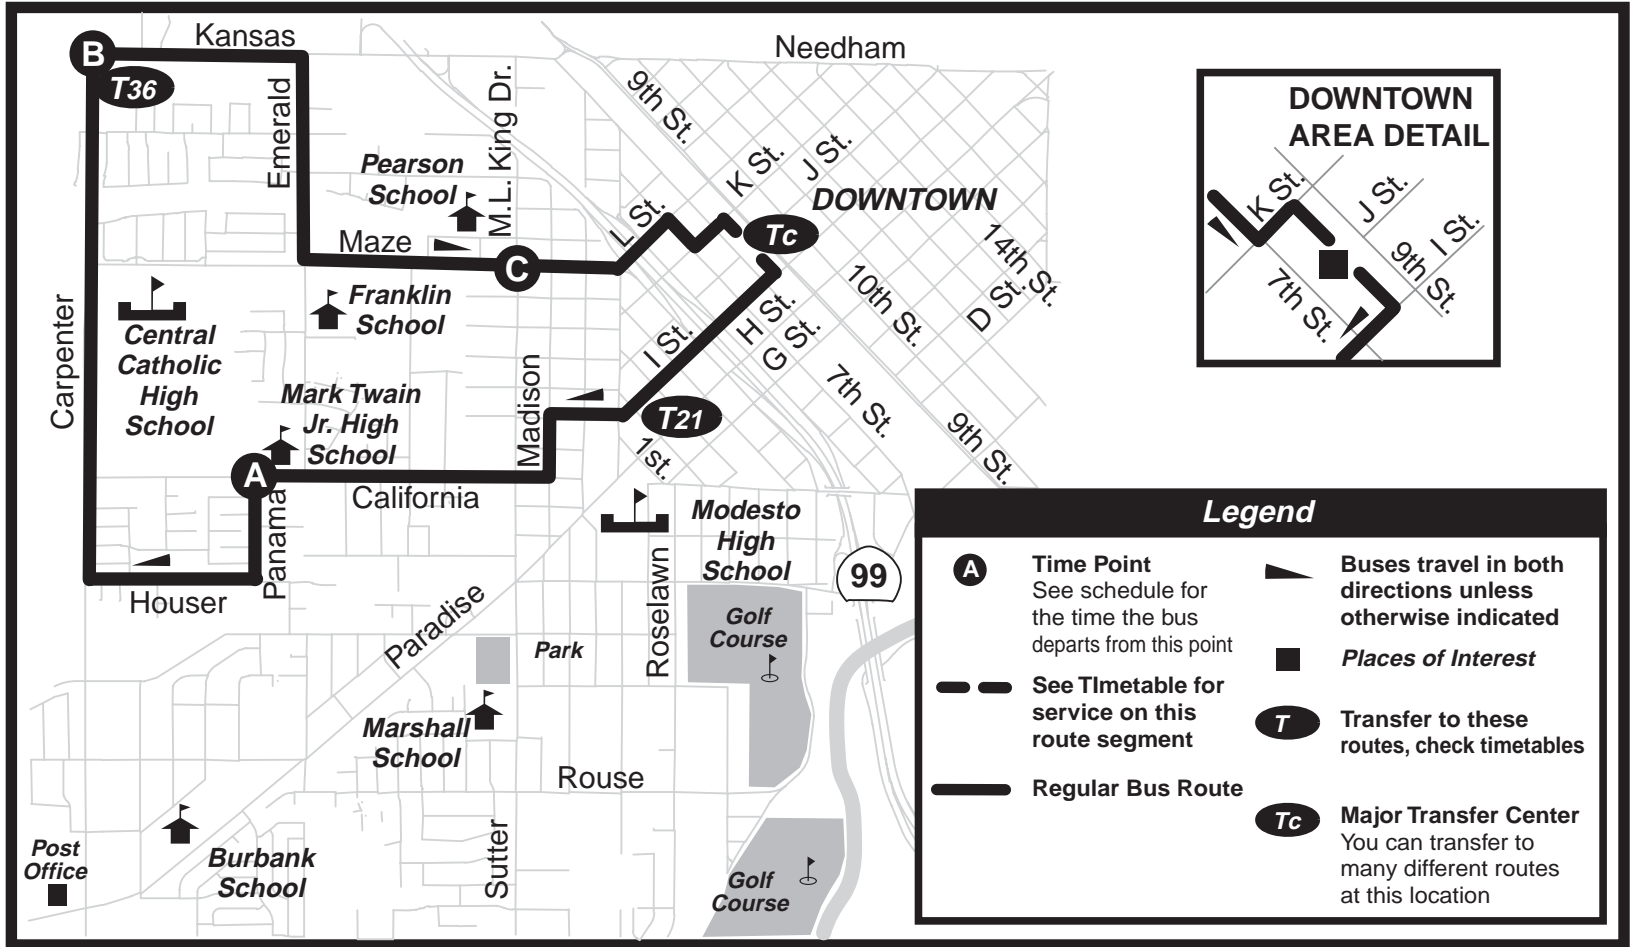 Kansas
Needham
B
T36
Emerald
9th St.
M.L. King Dr.
K St.
J St.
Pearson
School
DOWNTOWN
L St.
Tc
Maze
C
14th St.
D St.
10th St.
Carpenter
Franklin
School
Central
Catholic
High
School
H St.
G St.
I St.
7th St.
9th St.
Mark Twain
Jr. High
School
Madison
T21
1st.
A
California
Panama
Houser
Modesto
High
School
99
Roselawn
Paradise
Golf
Course
Park
Marshall
School
Rouse
Sutter
Burbank
School
Post
Office
Golf
Course
DOWNTOWN
AREA DETAIL
K St.
J St.
I St.
9th St.
7th St.
Legend
A
Time Point
See schedule for
the time the bus
departs from this point
See TImetable for
service on this
route segment
Regular Bus Route
Buses travel in both
directions unless
otherwise indicated
Places of Interest
T
Transfer to these
routes, check timetables
Tc
Major Transfer Center
You can transfer to
many different routes
at this location